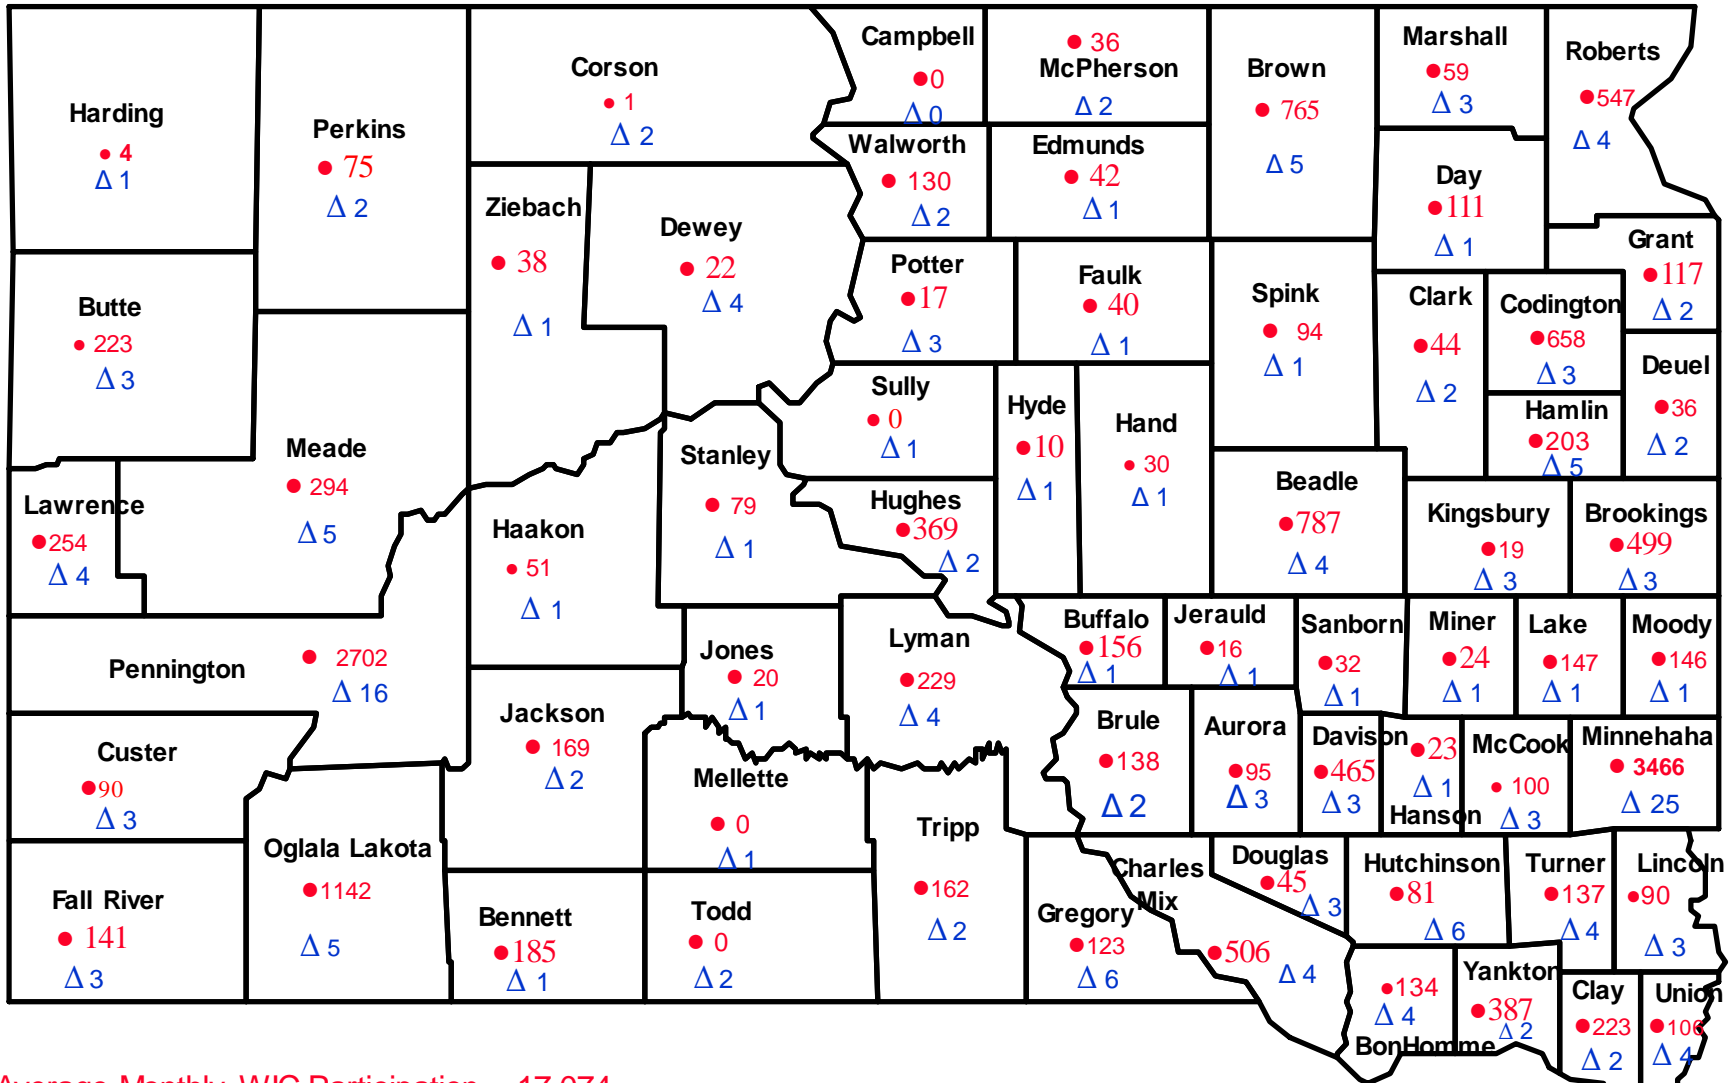 Harding
4
Δ 1
Perkins
75
Δ 2
Corson
1
Δ 2
Campbell
0
Δ 0
36
McPherson
Δ 2
Brown
765
Δ 5
Marshall
59
Δ 3
Roberts
547
Δ 4
Walworth
130
Δ 2
Edmunds
42
Δ 1
Day
111
Δ 1
Grant
117
Δ 2
Butte
223
Δ 3
Ziebach
38
Δ 1
Dewey
22
Δ 4
Potter
17
Δ 3
Faulk
40
Δ 1
Spink
94
Δ 1
Clark
44
Δ 2
Codington
658
Δ 3
Deuel
36
Δ 2
Hamlin
203
Δ 5
Meade
294
Δ 5
Sully
0
Δ 1
Hyde
10
Δ 1
Hand
30
Δ 1
Stanley
79
Δ 1
Hughes
369
Δ 2
Beadle
787
Δ 4
Kingsbury
19
Δ 3
Brookings
499
Δ 3
Lawrence
254
Δ 4
Haakon
51
Δ 1
Pennington
2702
Δ 16
Jones
20
Δ 1
Lyman
229
Δ 4
Buffalo
156
Δ 1
Jerauld
16
Δ 1
Sanborn
32
Δ 1
Miner
24
Δ 1
Lake
147
Δ 1
Moody
146
Δ 1
Custer
90
Δ 3
Jackson
169
Δ 2
Mellette
0
Δ 1
Brule
138
Δ 2
Aurora
95
Δ 3
Davison
465
Δ 3
23
Δ 1
Hanson
McCook
100
Δ 3
Minnehaha
3466
Δ 25
Fall River
141
Δ 3
Oglala Lakota
1142
Δ 5
Bennett
185
Δ 1
Todd
0
Δ 2
Tripp
162
Δ 2
Gregory
123
Δ 6
Charles
Mix
506
Δ 4
Douglas
45
Δ 3
Hutchinson
81
Δ 6
Turner
137
Δ 4
Lincoln
90
Δ 3
134
Δ 4
BonHomme
Yankton
387
Δ 2
Clay
223
Δ 2
Union
106
Δ 4
Average Monthly WIC Participation - 17,074